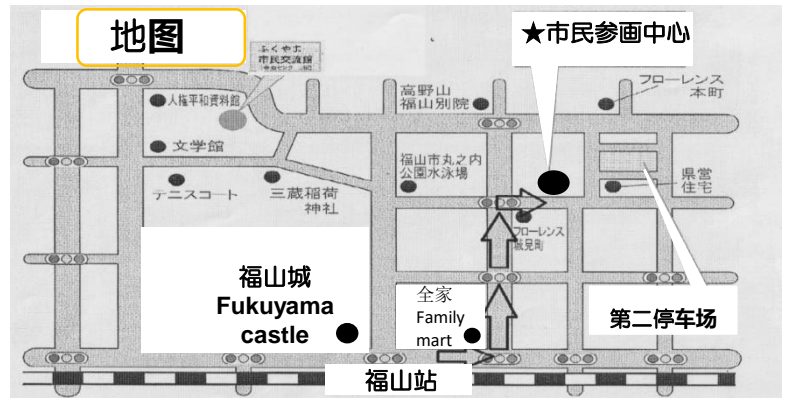 地图
ふくやま
市民交流館
★市民参画中心
人権平和資料館
文学館
高野山
福山別院
フローレンス
本町
福山市丸之内
公園水泳場
県営
住宅
テニスコート
三蔵稲荷
神社
フローレンス
福山城
Fukuyama
castle
全家
Family
mart
第二停车场
福山站